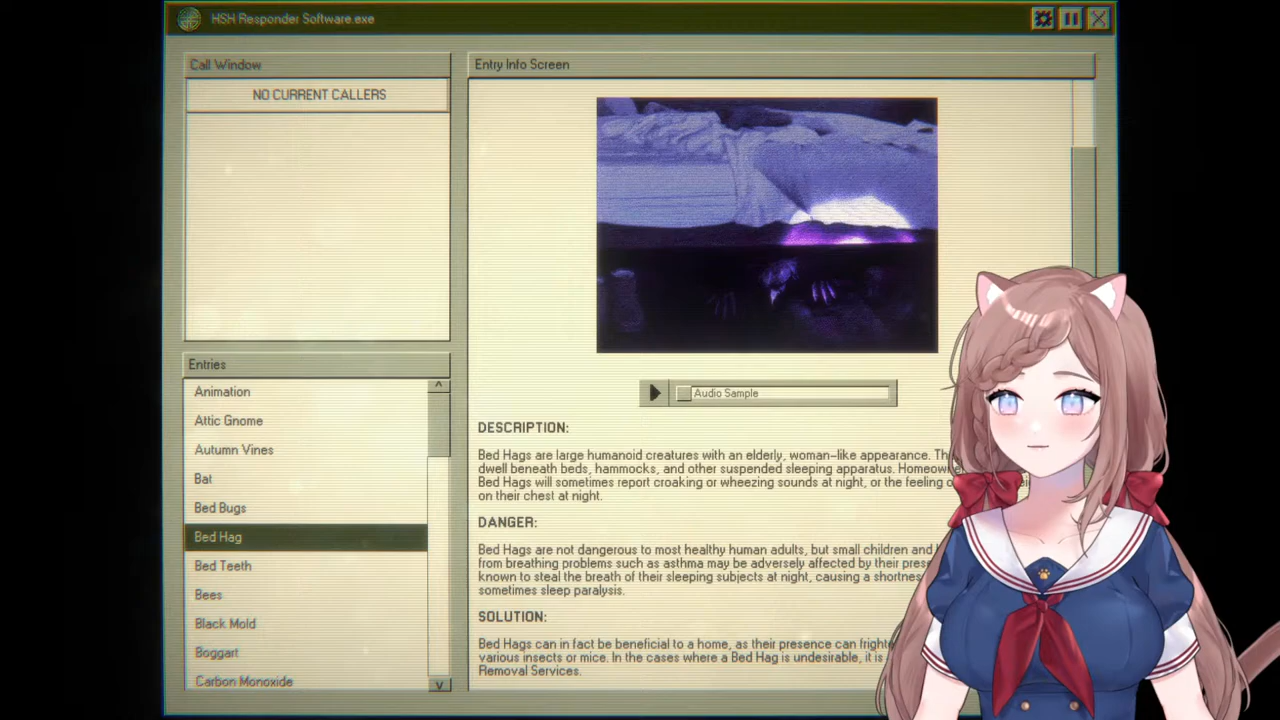 HSH Responder Software.exe
Call Window
NO CURRENT CALLERS
Entries
Animation
Attic Gnome
Autumn Vines
Bat
Bed Bugs
Bed Hag
Bed Teeth
Bees
Black Mold
Boggart
Carbon Monoxide
Entry Info Screen
Audio Sample
DESCRIPTION:
Bed Hags are large humanoid creatures with an elderly, woman-like appearance.
dwell beneath beds, hammocks, and other suspended sleeping apparatus.
Bed Hags will sometimes report croaking or wheezing sounds at night, or the feeling
on their chest at night.
DANGER:
Bed Hags are not dangerous to most healthy human adults, but small children and
from breathing problems such as asthma may be adversely affected by their
known to steal the breath of their sleeping subjects at night, causing a
sometimes sleep paralysis.
SOLUTION:
Bed Hags can in fact be beneficial to a home, as their presence can
various insects or mice. In the cases where a Bed Hag is undesirable, it is
Removal Services.